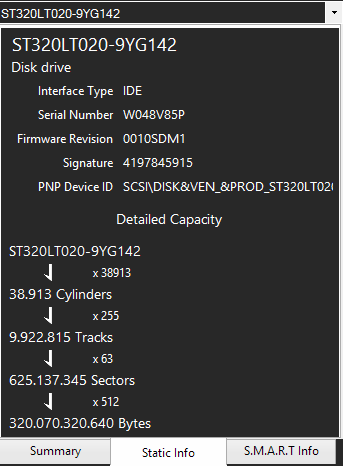 ST320LT020-9YG142
ST320LT020-9YG142
Disk drive
Interface Type IDE
Serial Number W048V85P
Firmware Revision 0010SDM1
Signature 4197845915
PNP Device ID SCSI\DISK&VEN_&PROD_ST320LT020
Detailed Capacity
ST320LT020-9YG142
x 38913
38.913 Cylinders
x 255
9.922.815 Tracks
x 63
625.137.345 Sectors
x 512
320.070.320.640 Bytes
Summary Static Info S.M.A.R.T Info